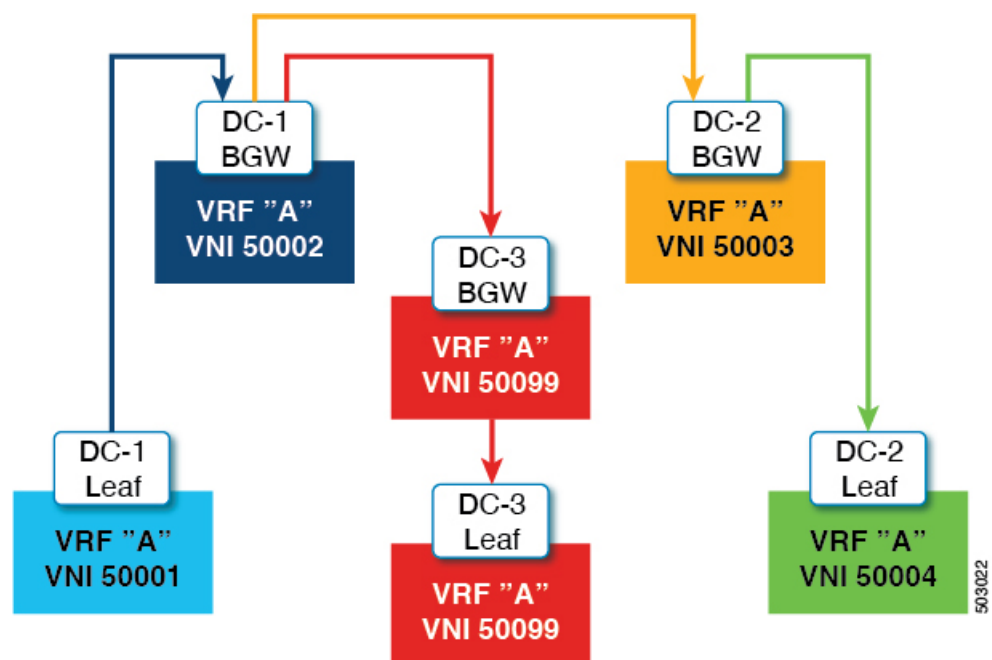 DC-1
BGW
VRF "A"
VNI 50002
DC-2
BGW
VRF "A"
VNI 50003
DC-3
BGW
VRF "A"
VNI 50099
DC-1
Leaf
VRF "A"
VNI 50001
DC-3
Leaf
VRF "A"
VNI 50099
DC-2
Leaf
VRF "A"
VNI 50004
503022